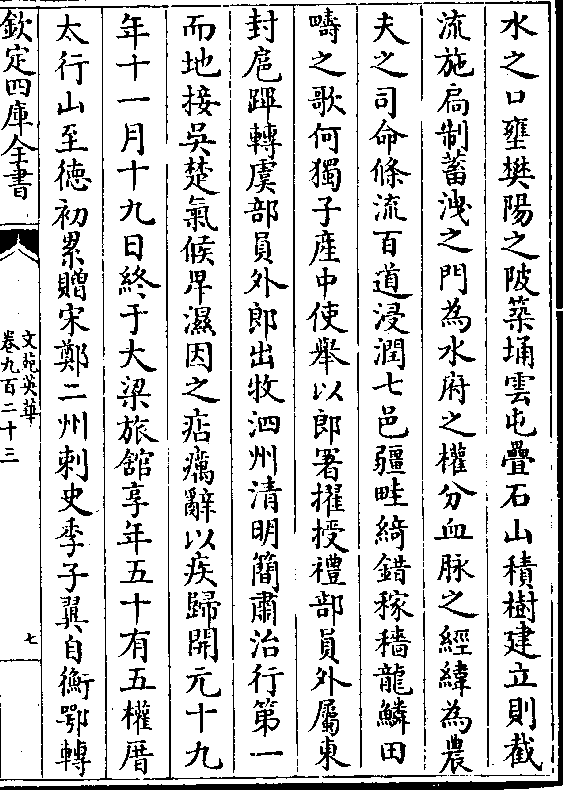 水之口壅樊陽之陂築埇雲屯疊石山積樹建立則截
流施扃制蓄洩之門為水府之權分血脉之經緯為農
夫之司命條流百道浸潤七邑疆畦綺錯稼穡龍鱗田
疇之歌何獨子産中使舉以郎署擢授禮部員外屬東
封扈蹕轉虞部員外郎出牧泗州清明簡肅治行第一
而地接吳楚氣候卑濕因之痁癘辭以疾歸開元十九
年十一月十九日終于大梁旅舘享年五十有五權厝
太行山至徳初累贈宋鄭二州刺史季子巽自衡鄂轉
欽定四庫全書
文苑英華
卷九百二十三
七